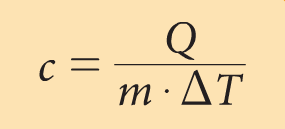 c = Q / (m · ΔT)